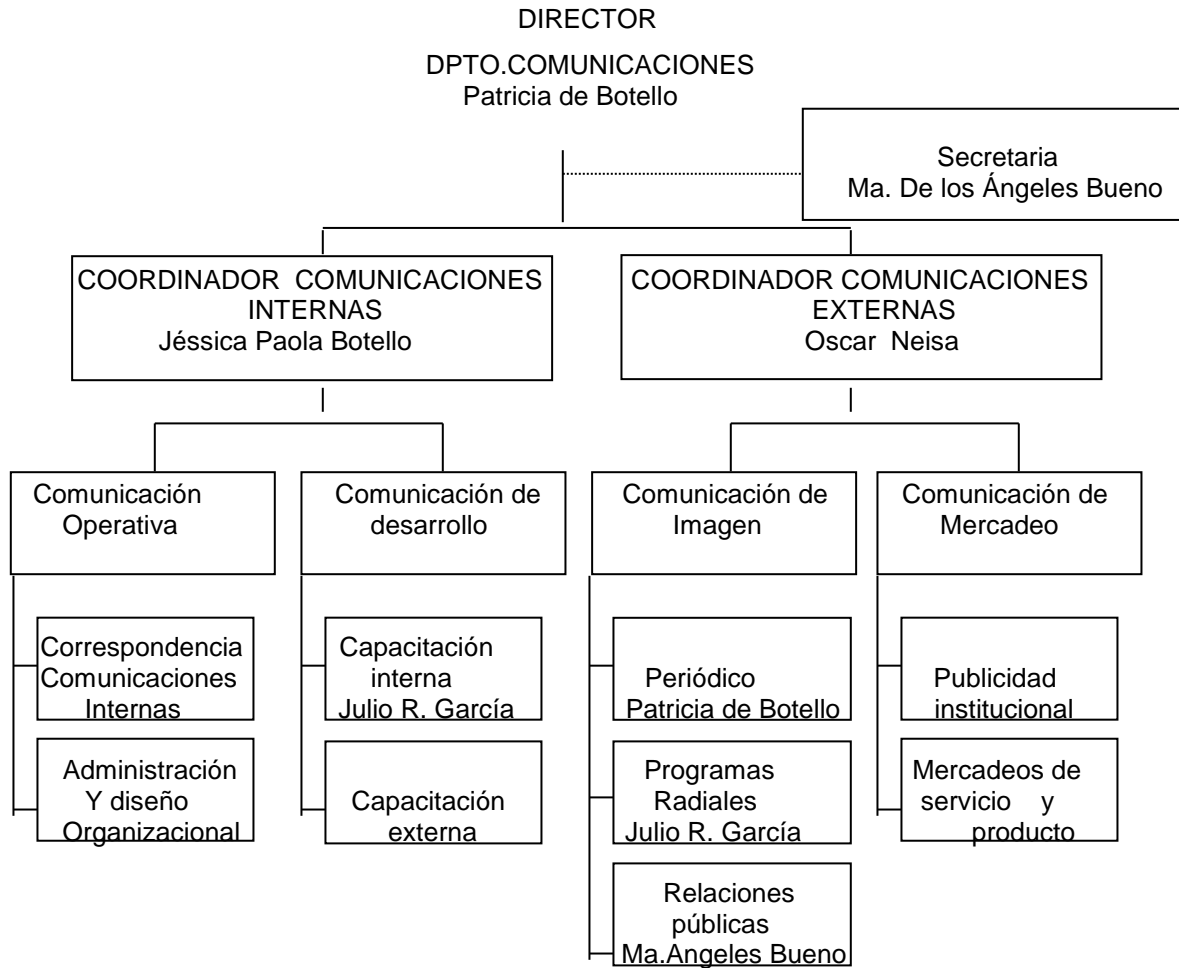 DIRECTOR
DPTO.COMUNICACIONES
Patricia de Botello
Secretaria
Ma. De los Ángeles Bueno
COORDINADOR COMUNICACIONES
INTERNAS
Jéssica Paola Botello
COORDINADOR COMUNICACIONES
EXTERNAS
Oscar Neisa
Comunicación
Operativa
Comunicación de
desarrollo
Comunicación de
Imagen
Comunicación de
Mercadeo
Correspondencia
Comunicaciones
Internas
Capacitación
interna
Julio R. García
Periódico
Patricia de Botello
Publicidad
institucional
Administración
Y diseño
Organizacional
Capacitación
externa
Programas
Radiales
Julio R. García
Mercadeos de
servicio y
producto
Relaciones
públicas
Ma.Angeles Bueno